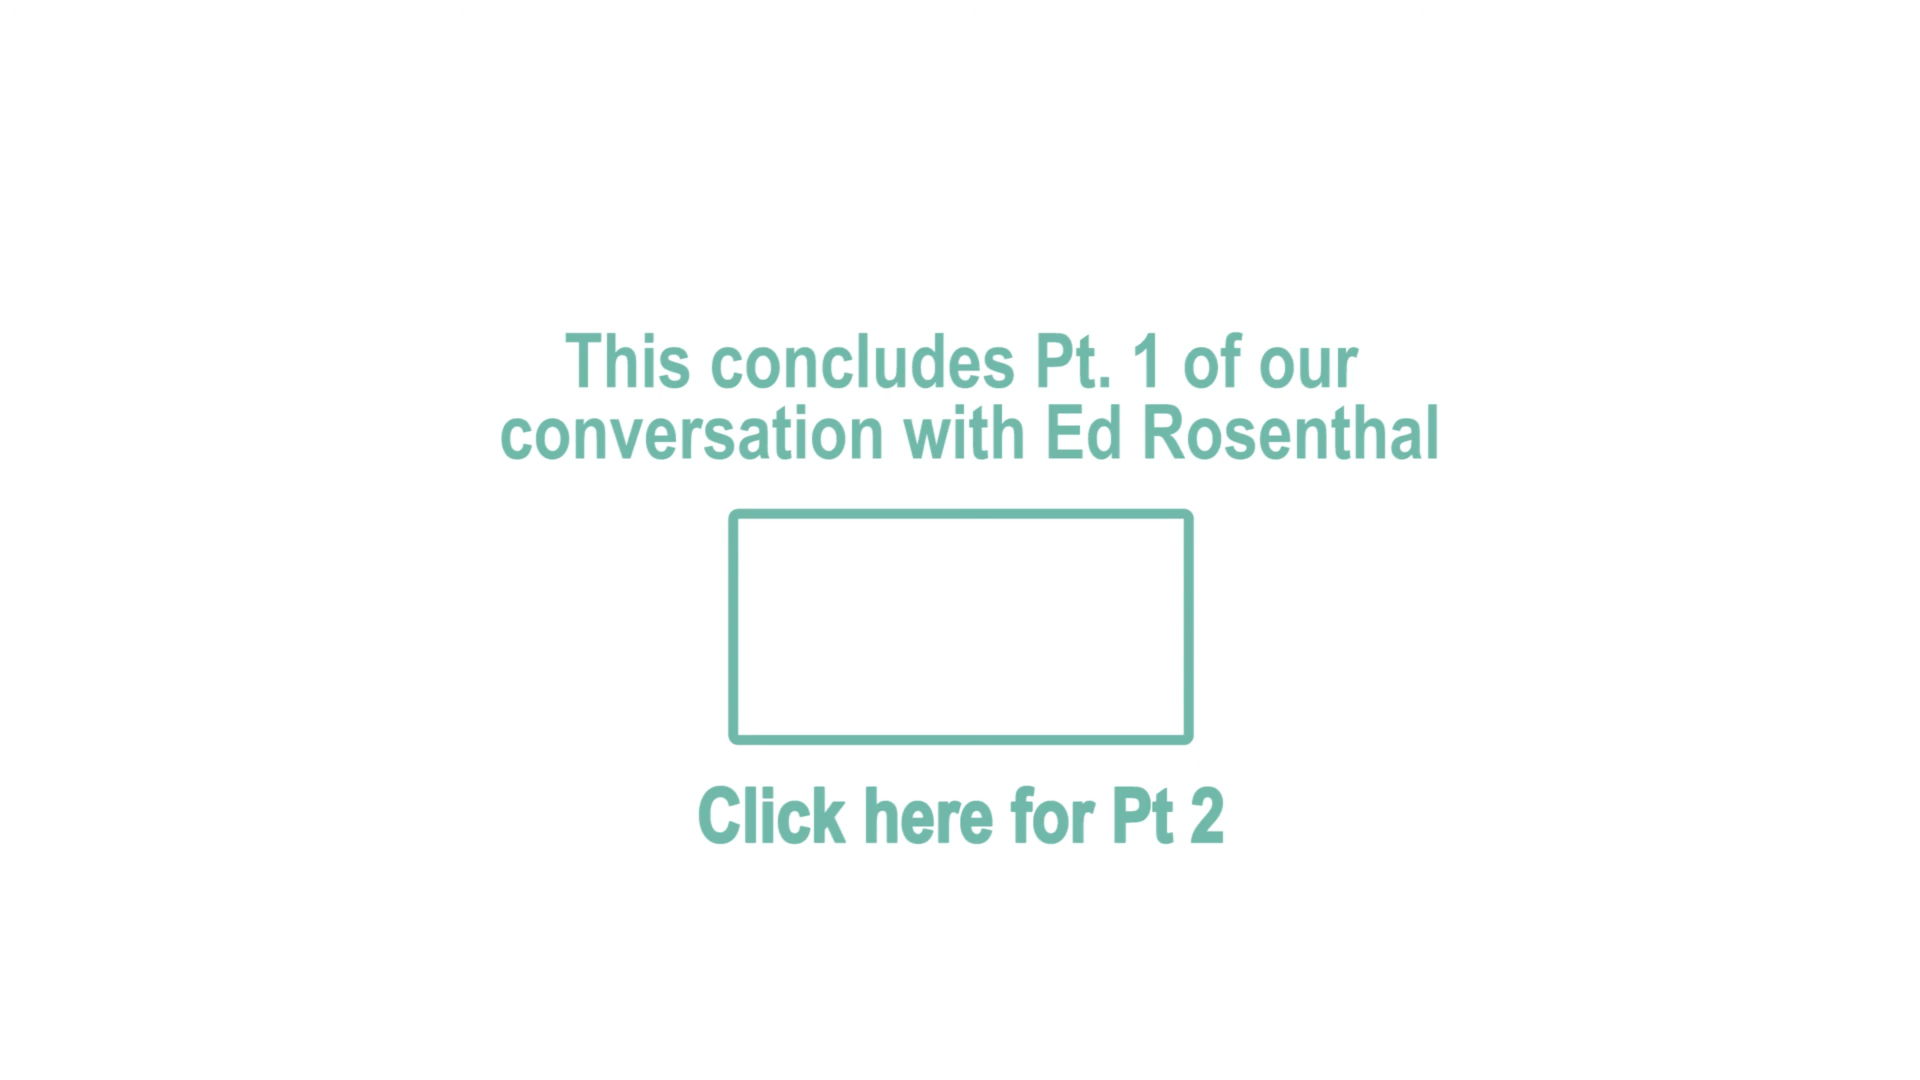 This concludes Pt. 1 of our
conversation with Ed Rosenthal
Click here for Pt 2